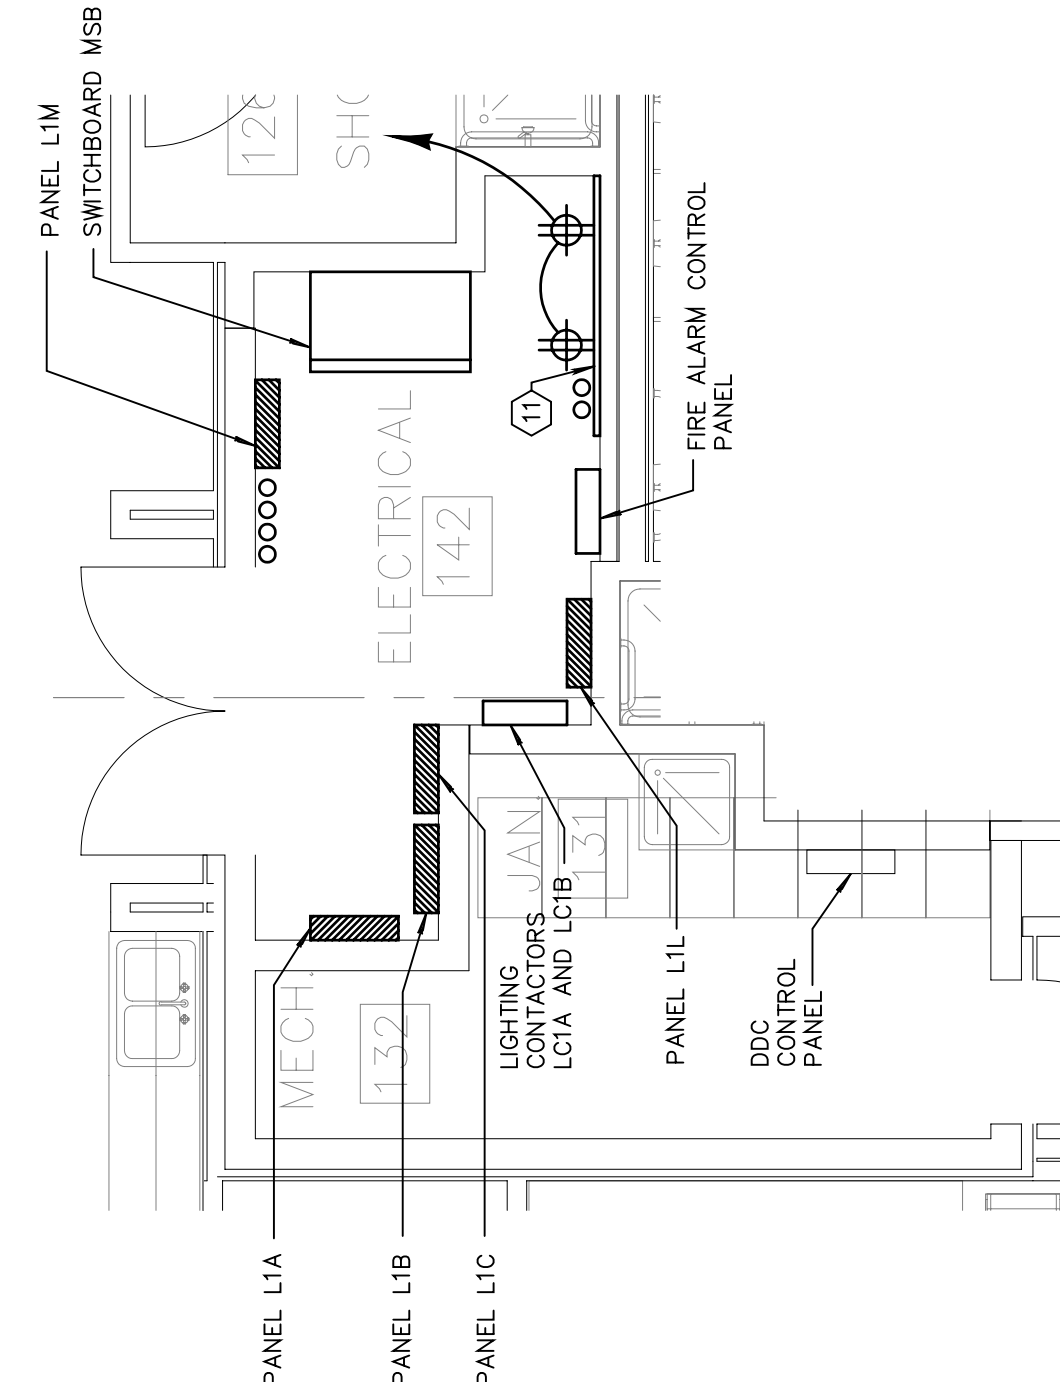 PANEL L1M
SWITCHBOARD MSB
ELECTRICAL
142
11
FIRE ALARM CONTROL
PANEL
JAN.
131
LIGHTING
CONTACTORS
LC1A AND LC1B
PANEL L1L
DDC
CONTROL
PANEL
MECH.
132
PANEL L1A
PANEL L1B
PANEL L1C